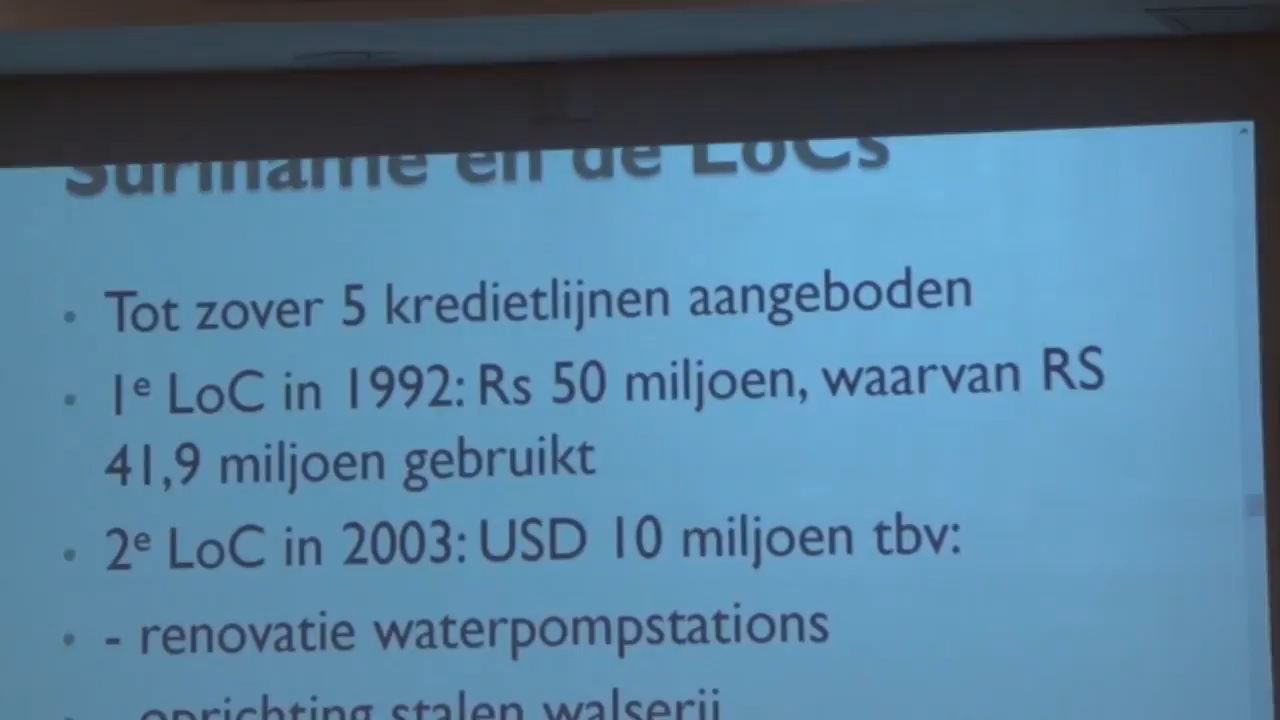 Suriname en de LoCs
• Tot zover 5 kredietlijnen aangeboden
• 1e LoC in 1992: Rs 50 miljoen, waarvan RS
41,9 miljoen gebruikt
• 2e LoC in 2003: USD 10 miljoen tbv:
• - renovatie waterpompstations
• - oprichting stalen walserij